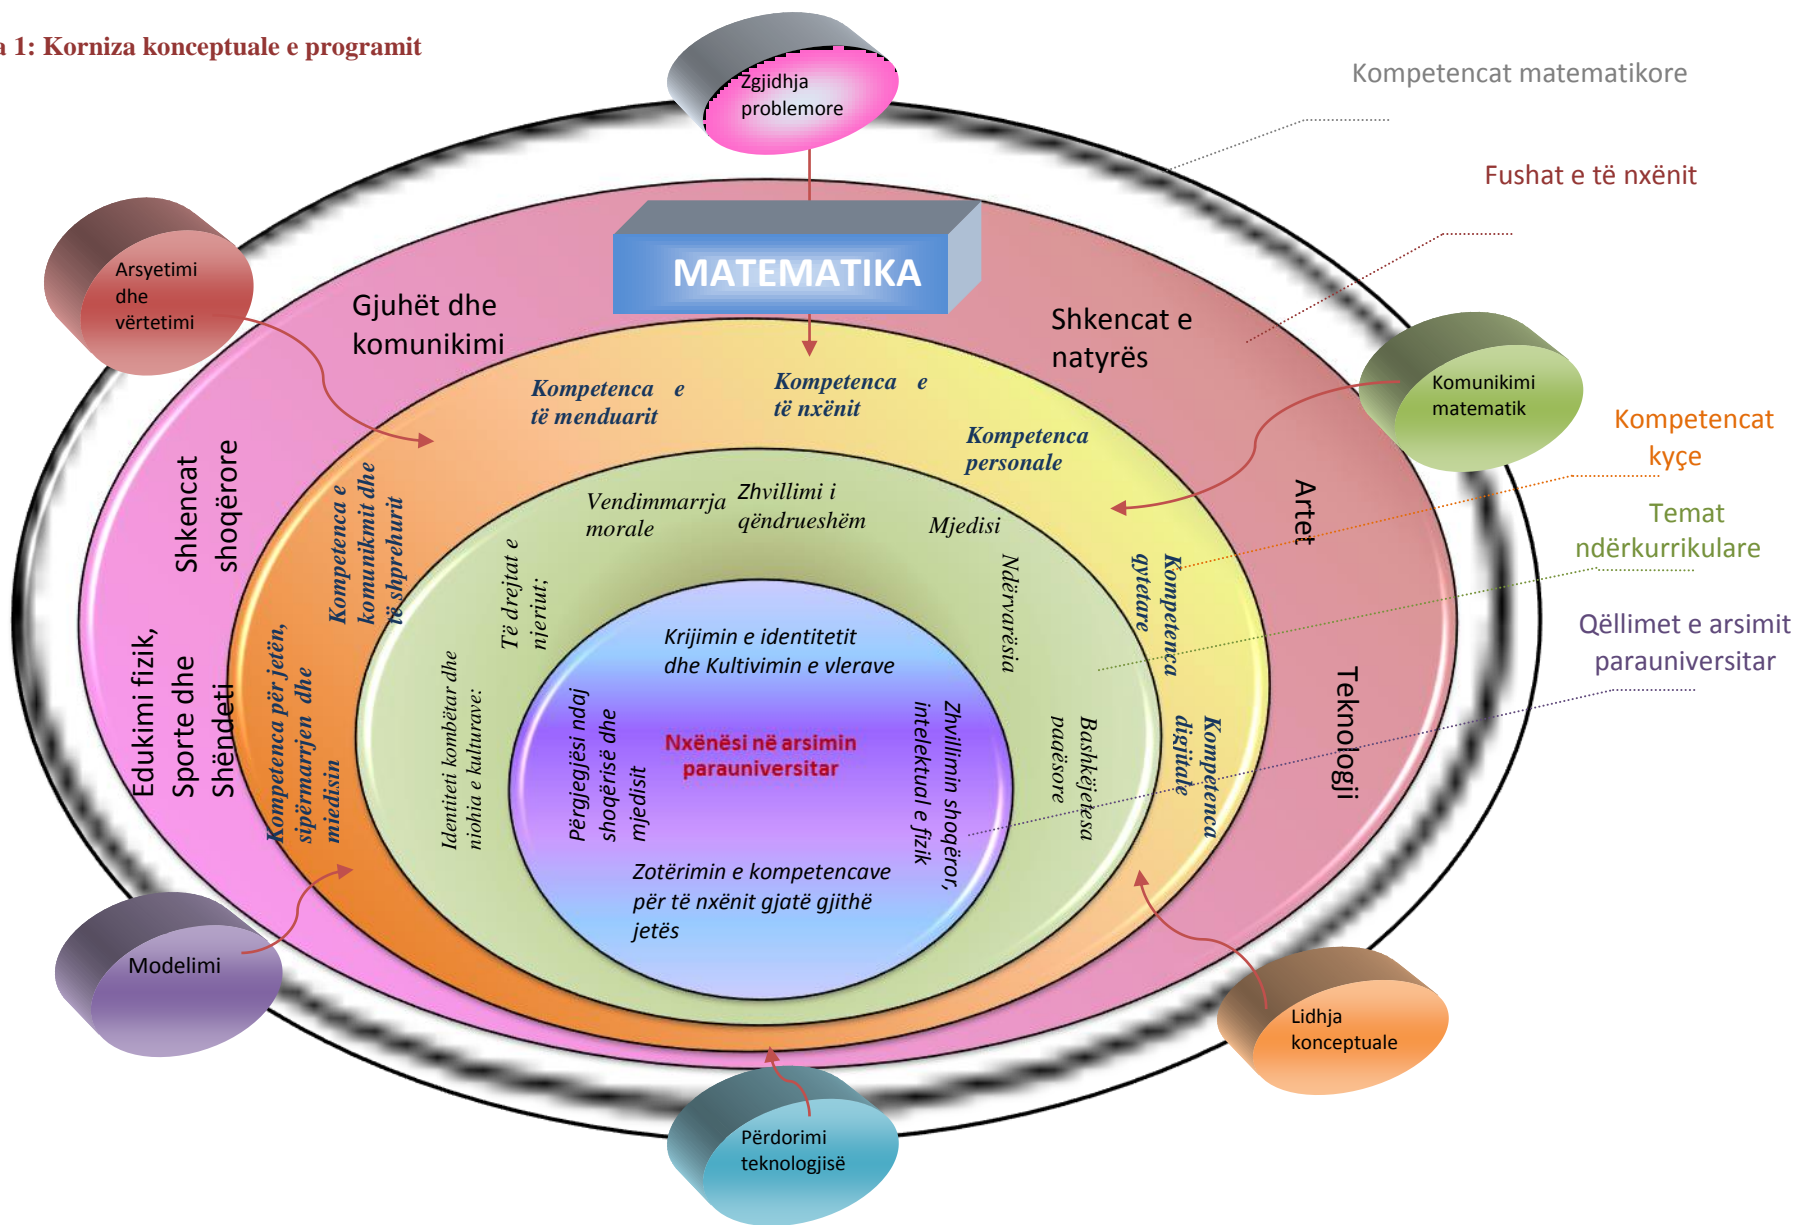 a 1: Korniza konceptuale e programit
Zgjidhja
problemore
Kompetencat matematikore
Fushat e të nxënit
Arsyetimi
dhe
vërtetimi
MATEMATIKA
Gjuhët dhe
komunikimi
Shkencat e
natyrës
Komunikimi
matematik
Kompetenca e
të menduarit
Kompetenca e
të nxënit
Kompetenca
personale
Kompetencat
kyçe
Temat
ndërkurrikulare
Qëllimet e arsimit
parauniversitar
Shkencat
shoqërore
Kompetenca e
komunikmit dhe
të shprehurit
Vendimmarrja
morale
Zhvillimi i
qëndrueshëm
Mjedisi
Artet
Të drejtat e
njeriut;
Ndërvarësia
Kompetenca
qytetare
Edukimi fizik,
Sporte dhe
Shëndeti
Kompetenca për jetën,
sipërmarrjen dhe
miedisin
Identiteti kombëtar dhe
niohia e kulturave:
Krijimin e identitetit
dhe Kultivimin e vlerave
Përgjegjësi ndaj
shoqërisë dhe
mjedisit
Nxënësi në arsimin
parauniversitar
Zhvillimin shoqëror,
intelektual e fizik
Bashkëjetesa
paqësore
Kompetenca
digjitale
Teknologji
Zotërimin e kompetencave
për të nxënit gjatë gjithë
jetës
Modelimi
Lidhja
konceptuale
Përdorimi
teknologjisë